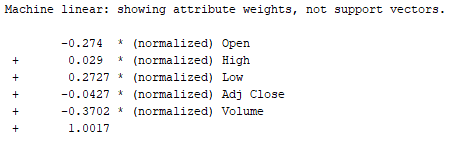 Machine linear: showing attribute weights, not support vectors.
-0.274 * (normalized) Open
+ 0.029 * (normalized) High
+ 0.2727 * (normalized) Low
+ -0.0427 * (normalized) Adj Close
+ -0.3702 * (normalized) Volume
+ 1.0017